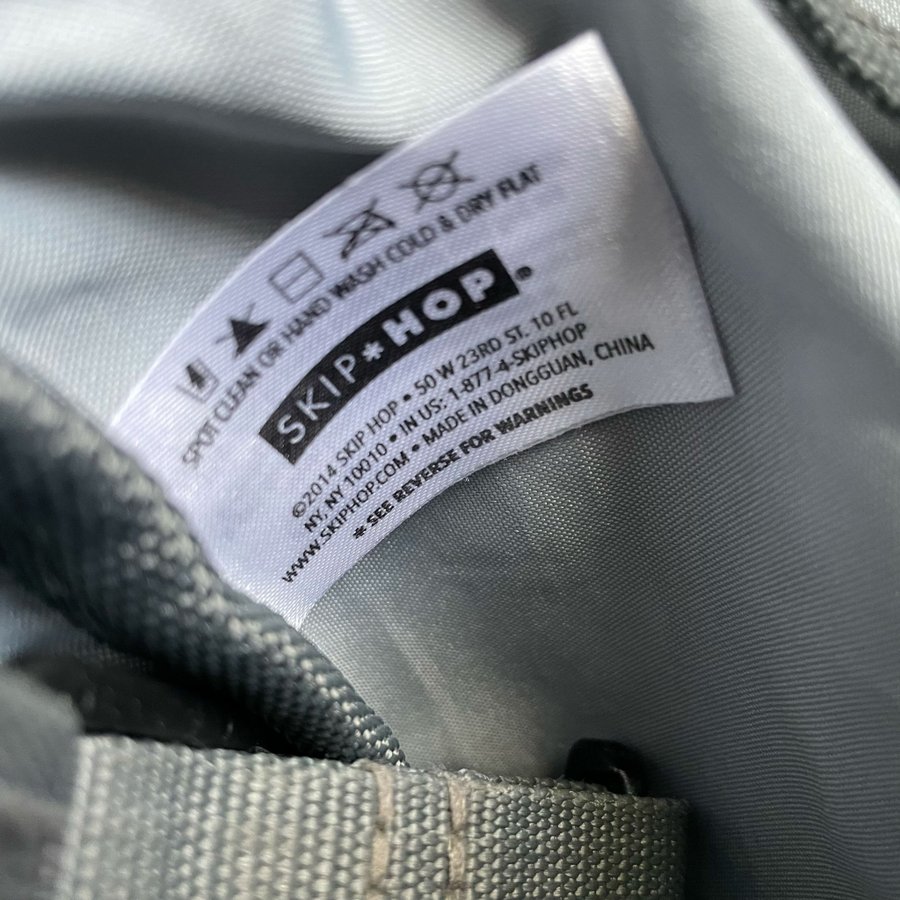 SPOT CLEAN OR HAND WASH COLD & DRY FLAT
SKIP*HOP®
©2014 SKIP HOP • 50 W 23RD ST. 10 FL
NY, NY 10010 • IN US: 1-877-4-SKIPHOP
WWW.SKIPHOP.COM • MADE IN DONGGUAN, CHINA
* SEE REVERSE FOR WARNINGS